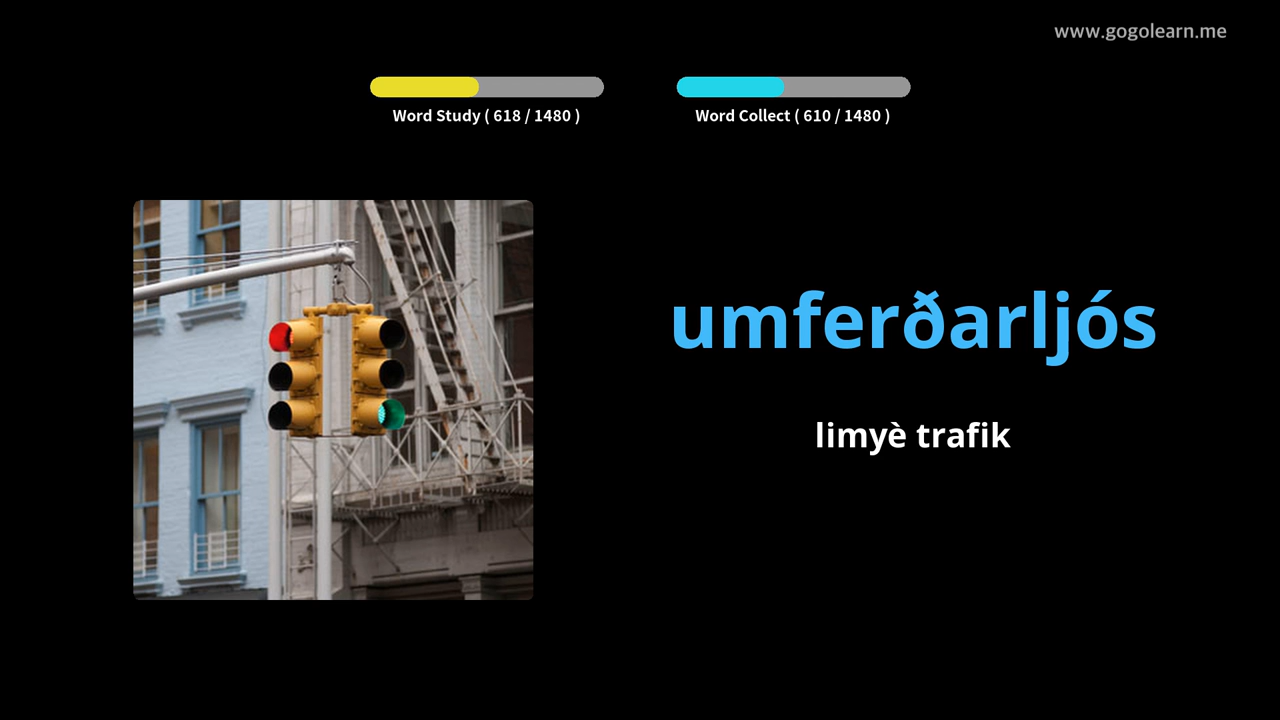 www.gogolearn.me
Word Study ( 618 / 1480 )
Word Collect ( 610 / 1480 )
umferðarljós
limyè trafik